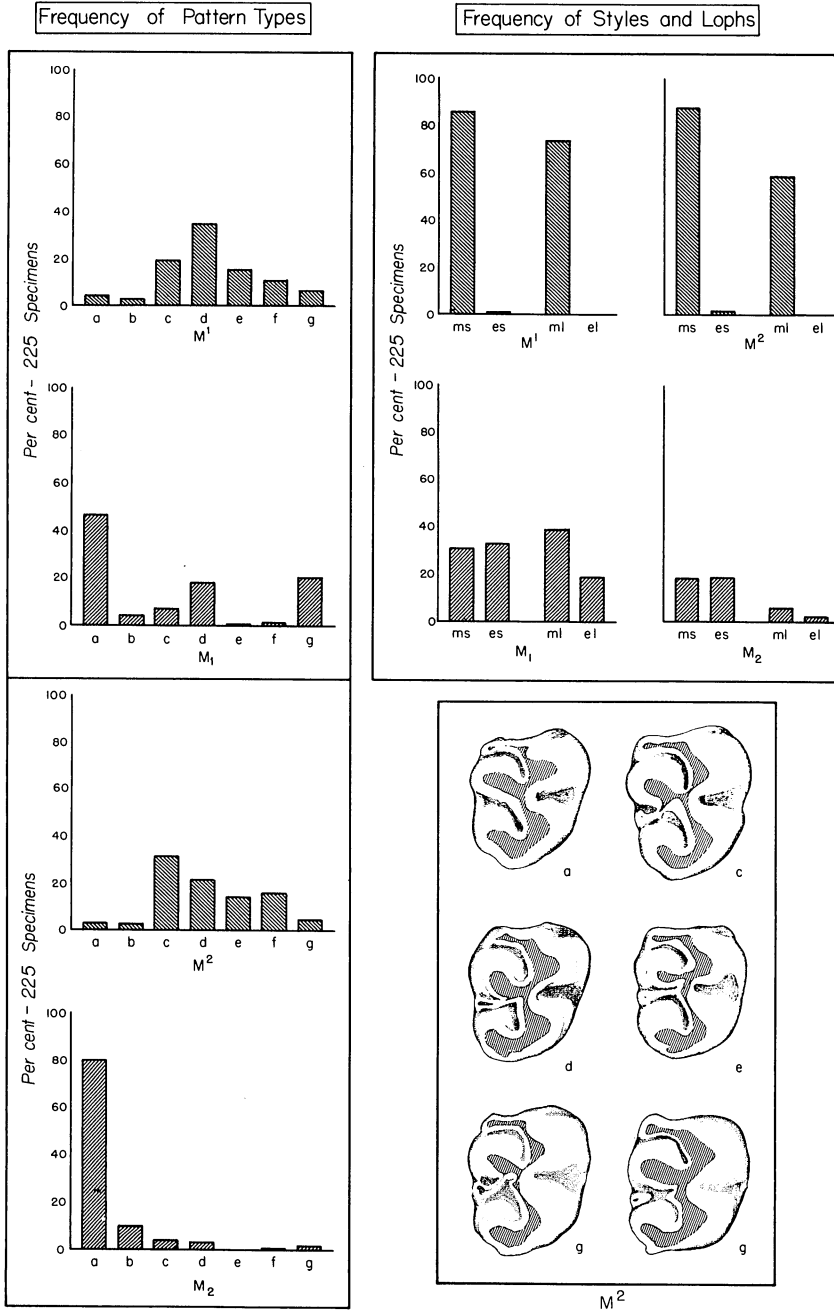 Frequency of Pattern Types
Per cent - 225 Specimens
100
80
60
40
20
0
a b c d e f g
M¹
100
80
60
40
20
0
a b c d e f g
M₁
Per cent - 225 Specimens
100
80
60
40
20
0
a b c d e f g
M²
100
80
60
40
20
0
a b c d e f g
M₂
Frequency of Styles and Lophs
Per cent - 225 Specimens
100
80
60
40
20
0
ms es ml el
M¹
ms es ml el
M²
100
80
60
40
20
0
ms es ml el
M₁
ms es ml el
M₂
a c
d e
g g
M²